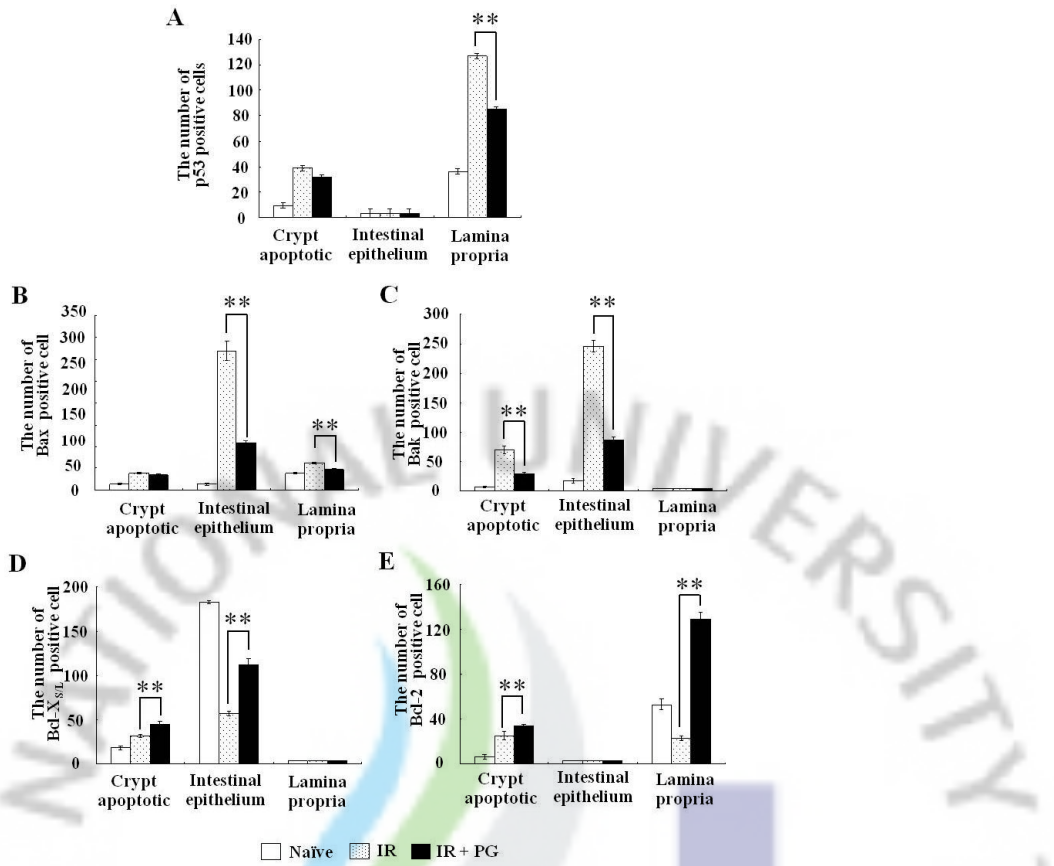 A
**
The number of
p53 positive cells
140
120
100
80
60
40
20
0
Crypt
apoptotic
Intestinal
epithelium
Lamina
propria
B
The number of
Bax positive cell
350
300
250
200
150
100
50
0
**
**
Crypt
apoptotic
Intestinal
epithelium
Lamina
propria
C
The number of
Bak positive cell
300
250
200
150
100
50
0
**
**
Crypt
apoptotic
Intestinal
epithelium
Lamina
propria
D
The number of
Bcl-XS/L positive cell
200
150
100
50
0
**
**
Crypt
apoptotic
Intestinal
epithelium
Lamina
propria
E
The number of
Bcl-2 positive cell
160
120
80
40
0
**
**
Crypt
apoptotic
Intestinal
epithelium
Lamina
propria
Naïve IR IR + PG
NATIONAL UNIVERSITY